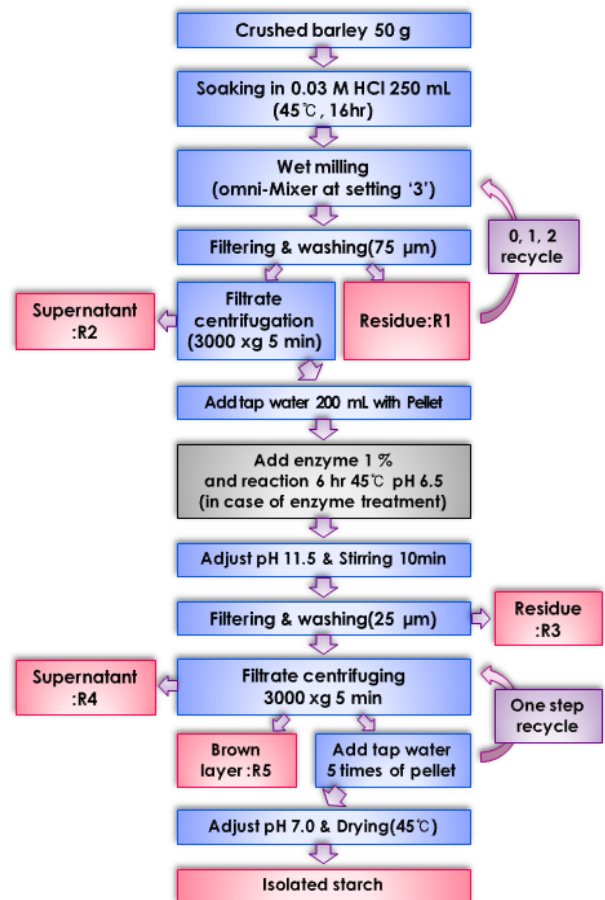 Crushed barley 50 g
Soaking in 0.03 M HCl 250 mL
(45℃, 16hr)
Wet milling
(omni-Mixer at setting ‘3’)
0, 1, 2
recycle
Filtering & washing(75 μm)
Supernatant
:R2
Filtrate
centrifugation
(3000 xg 5 min)
Residue:R1
Add tap water 200 mL with Pellet
Add enzyme 1 %
and reaction 6 hr 45℃ pH 6.5
(in case of enzyme treatment)
Adjust pH 11.5 & Stirring 10min
Filtering & washing(25 μm)
Residue
:R3
Supernatant
:R4
Filtrate centrifuging
3000 xg 5 min
One step
recycle
Brown
layer :R5
Add tap water
5 times of pellet
Adjust pH 7.0 & Drying(45℃)
Isolated starch